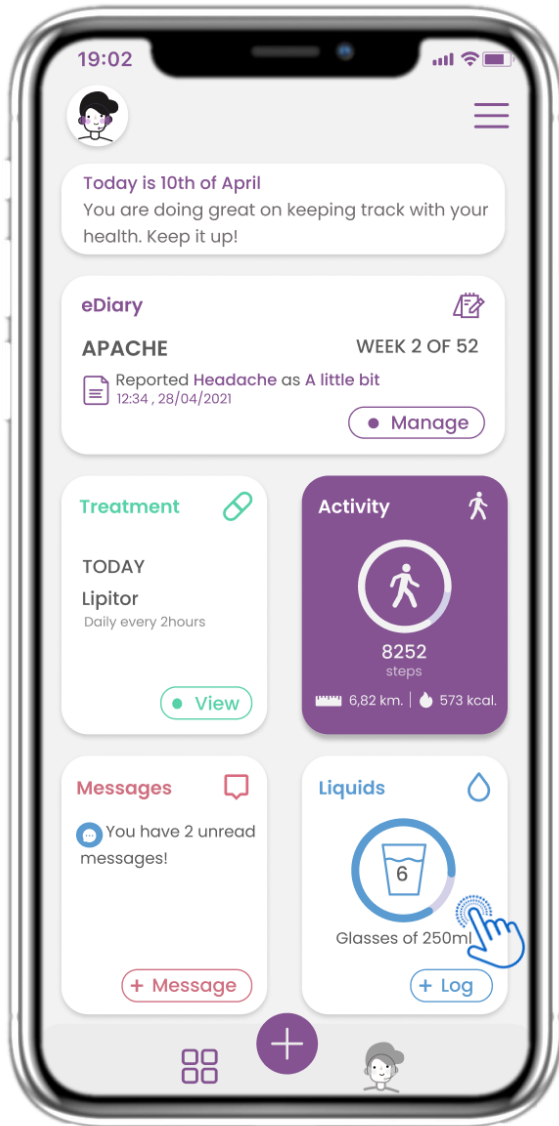 19:02
Today is 10th of April
You are doing great on keeping track with your
health. Keep it up!
eDiary
APACHE
WEEK 2 OF 52
Reported Headache as A little bit
12:34 , 28/04/2021
Manage
Treatment
TODAY
Lipitor
Daily every 2hours
View
Activity
8252
steps
6,82 km.
573 kcal.
Messages
You have 2 unread
messages!
+ Message
Liquids
6
Glasses of 250ml
+ Log